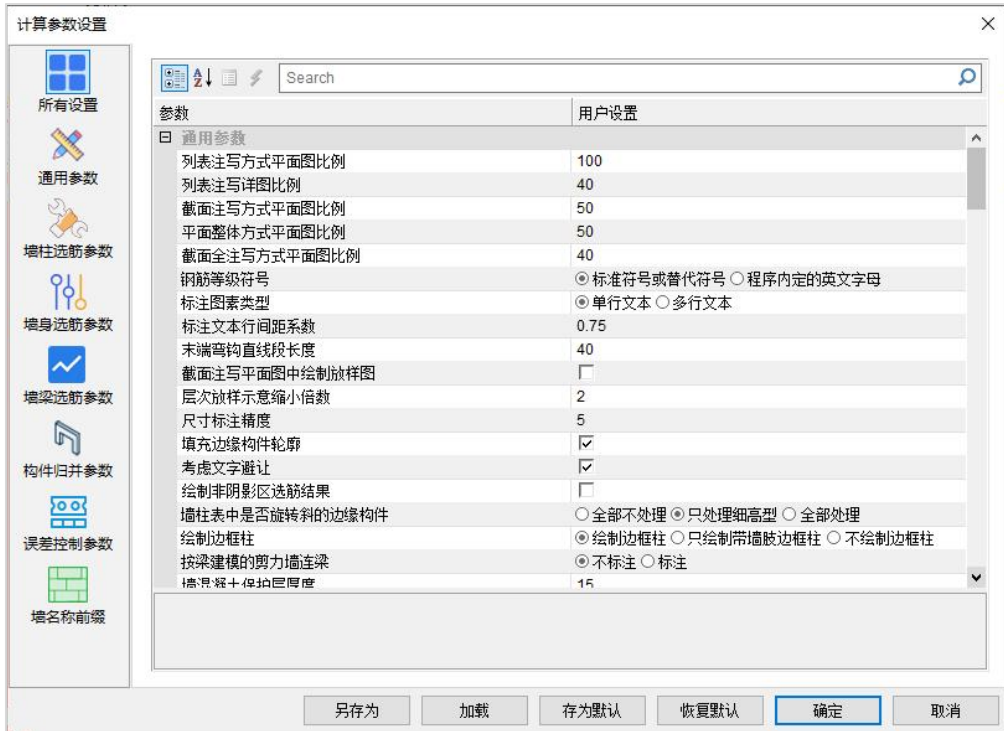 计算参数设置
所有设置
通用参数
墙柱选筋参数
墙身选筋参数
墙梁选筋参数
构件归并参数
误差控制参数
墙名称前缀
Search
参数 用户设置
通用参数
列表注写方式平面图比例 100
列表注写详图比例 40
截面注写方式平面图比例 50
平面整体方式平面图比例 50
截面全注写方式平面图比例 40
钢筋等级符号 标准符号或替代符号 程序内定的英文字母
标注图素类型 单行文本 多行文本
标注文本行间距系数 0.75
末端弯钩直线段长度 40
截面注写平面图中绘制放样图
层次放样示意缩小倍数 2
尺寸标注精度 5
填充边缘构件轮廓
考虑文字避让
绘制非阴影区选筋结果
墙柱表中是否旋转斜的边缘构件 全部不处理 只处理细高型 全部处理
绘制边框柱 绘制边框柱 只绘制带墙肢边框柱 不绘制边框柱
按梁建模的剪力墙连梁 不标注 标注
墙混凝土保护层厚度 15
另存为 加载 存为默认 恢复默认 确定 取消